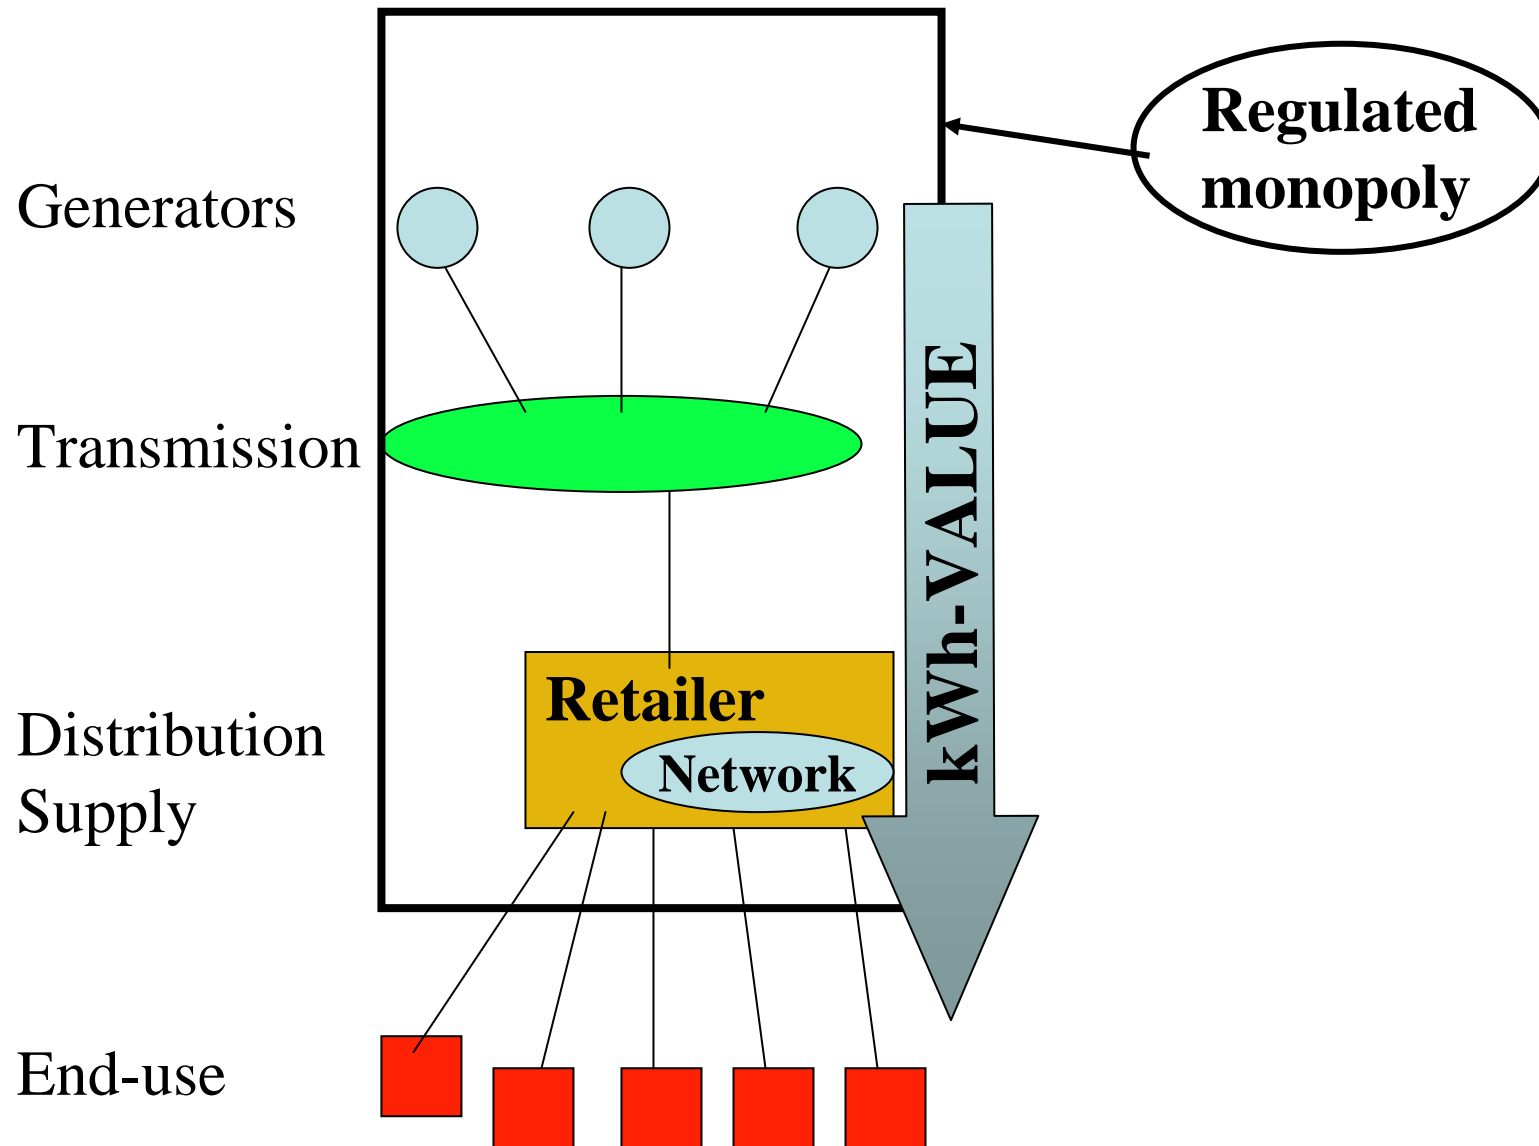 Regulated
monopoly
Generators
Transmission
kWh-VALUE
Retailer
Network
Distribution
Supply
End-use